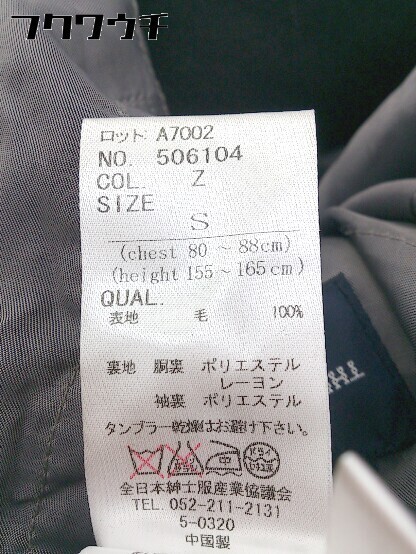 フクワウチ
ロット A7002
NO. 506104
COL. Z
SIZE
S
(chest 80 ~ 88cm)
(height 155 ~ 165cm)
QUAL.
表地 毛 100%
裏地 胴裏 ポリエステル
レーヨン
袖裏 ポリエステル
タンブラー乾燥はお避け下さい。
全日本紳士服産業協議会
TEL. 052-211-2131
5-0320
中国製